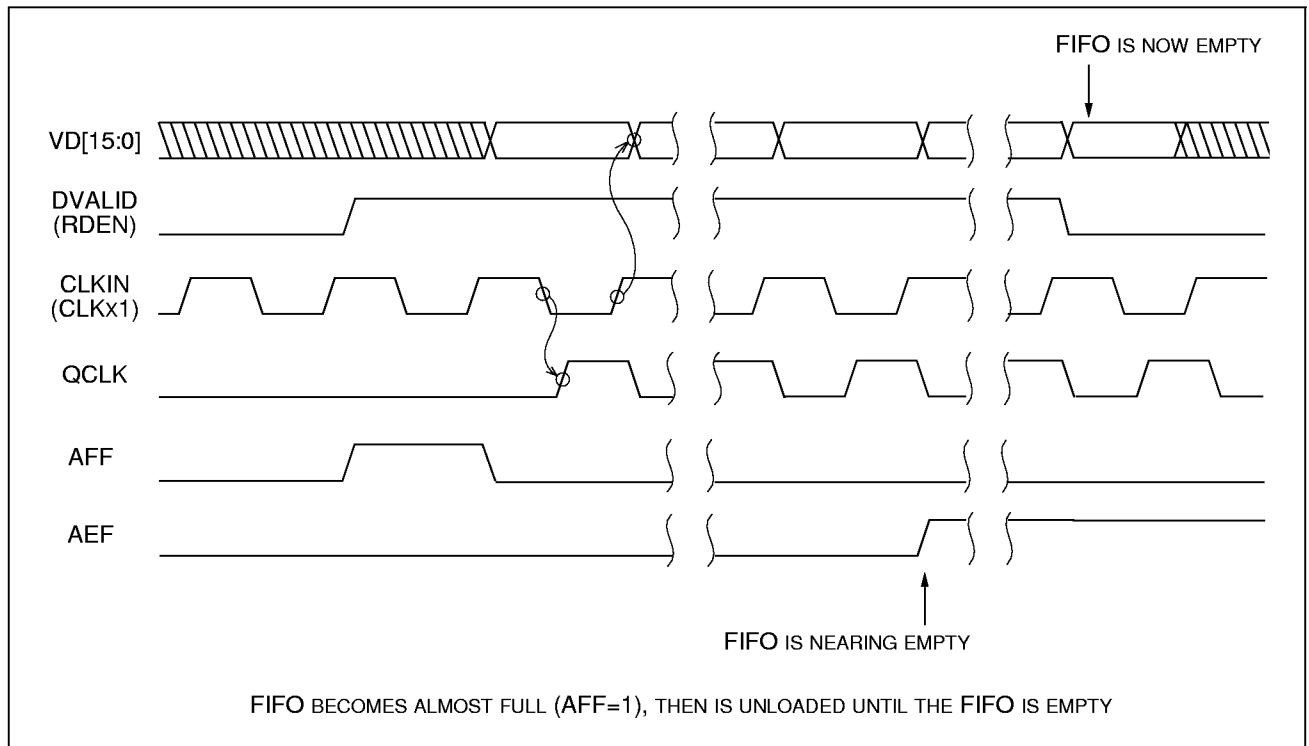 FIFO IS NOW EMPTY
VD[15:0]
DVALID
(RDEN)
CLKIN
(CLKX1)
QCLK
AFF
AEF
FIFO IS NEARING EMPTY
FIFO BECOMES ALMOST FULL (AFF=1), THEN IS UNLOADED UNTIL THE FIFO IS EMPTY